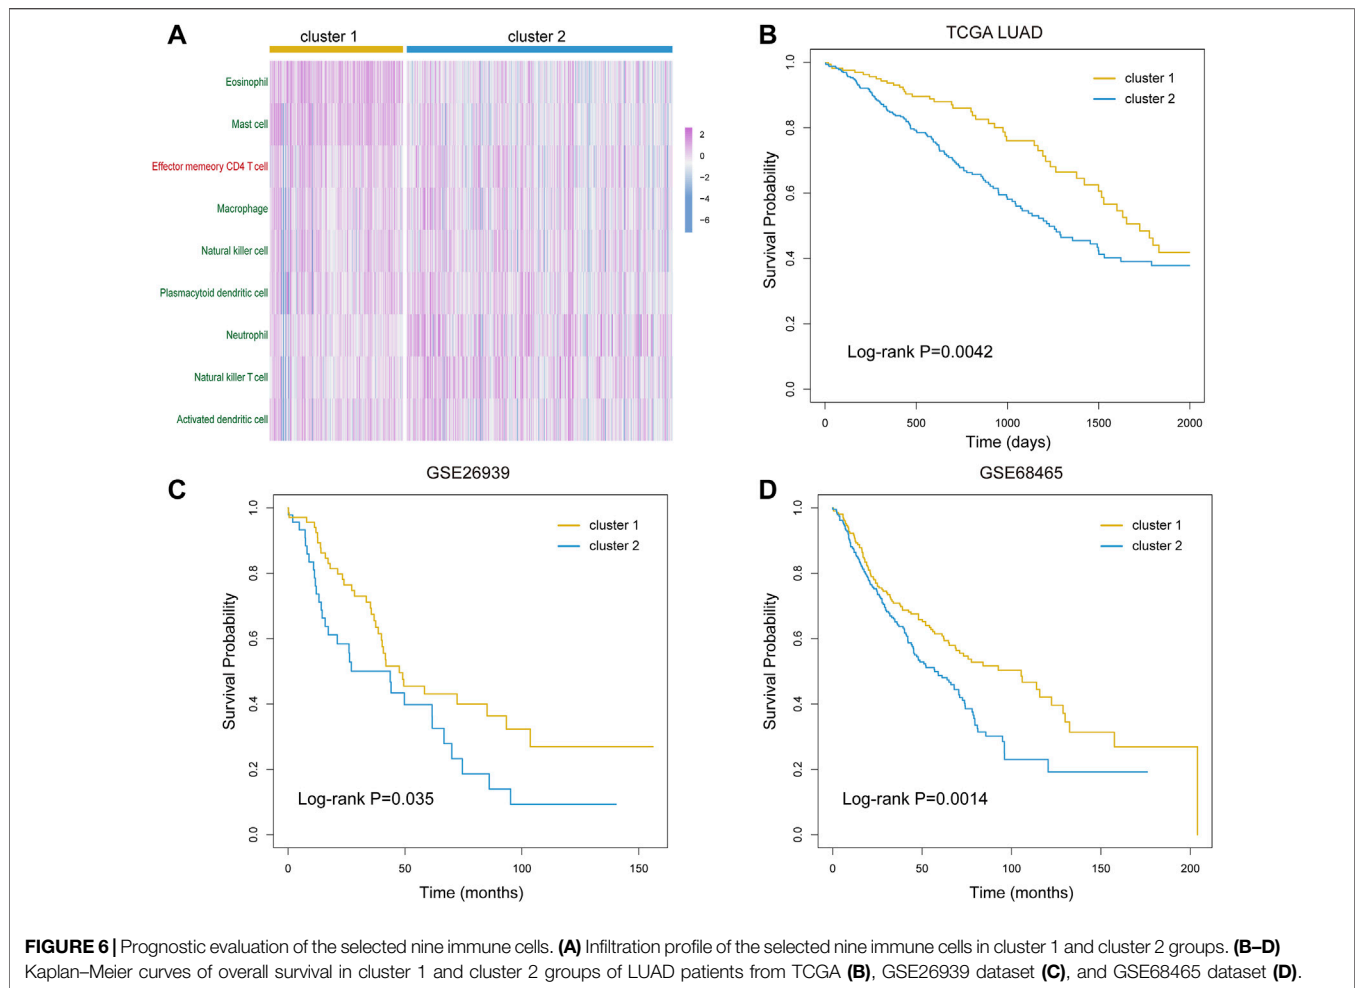 A
cluster 1
cluster 2
Eosinophil
Mast cell
Effector memeory CD4 T cell
Macrophage
Natural killer cell
Plasmacytoid dendritic cell
Neutrophil
Natural killer T cell
Activated dendritic cell
2
0
−2
−4
−6
B
TCGA LUAD
cluster 1
cluster 2
Survival Probability
1.0
0.8
0.6
0.4
0.2
0.0
Log-rank P=0.0042
0 500 1000 1500 2000
Time (days)
C
GSE26939
cluster 1
cluster 2
Survival Probability
1.0
0.8
0.6
0.4
0.2
0.0
Log-rank P=0.035
0 50 100 150
Time (months)
D
GSE68465
cluster 1
cluster 2
Survival Probability
1.0
0.8
0.6
0.4
0.2
0.0
Log-rank P=0.0014
0 50 100 150 200
Time (months)
FIGURE 6 | Prognostic evaluation of the selected nine immune cells. (A) Infiltration profile of the selected nine immune cells in cluster 1 and cluster 2 groups. (B–D)
Kaplan–Meier curves of overall survival in cluster 1 and cluster 2 groups of LUAD patients from TCGA (B), GSE26939 dataset (C), and GSE68465 dataset (D).